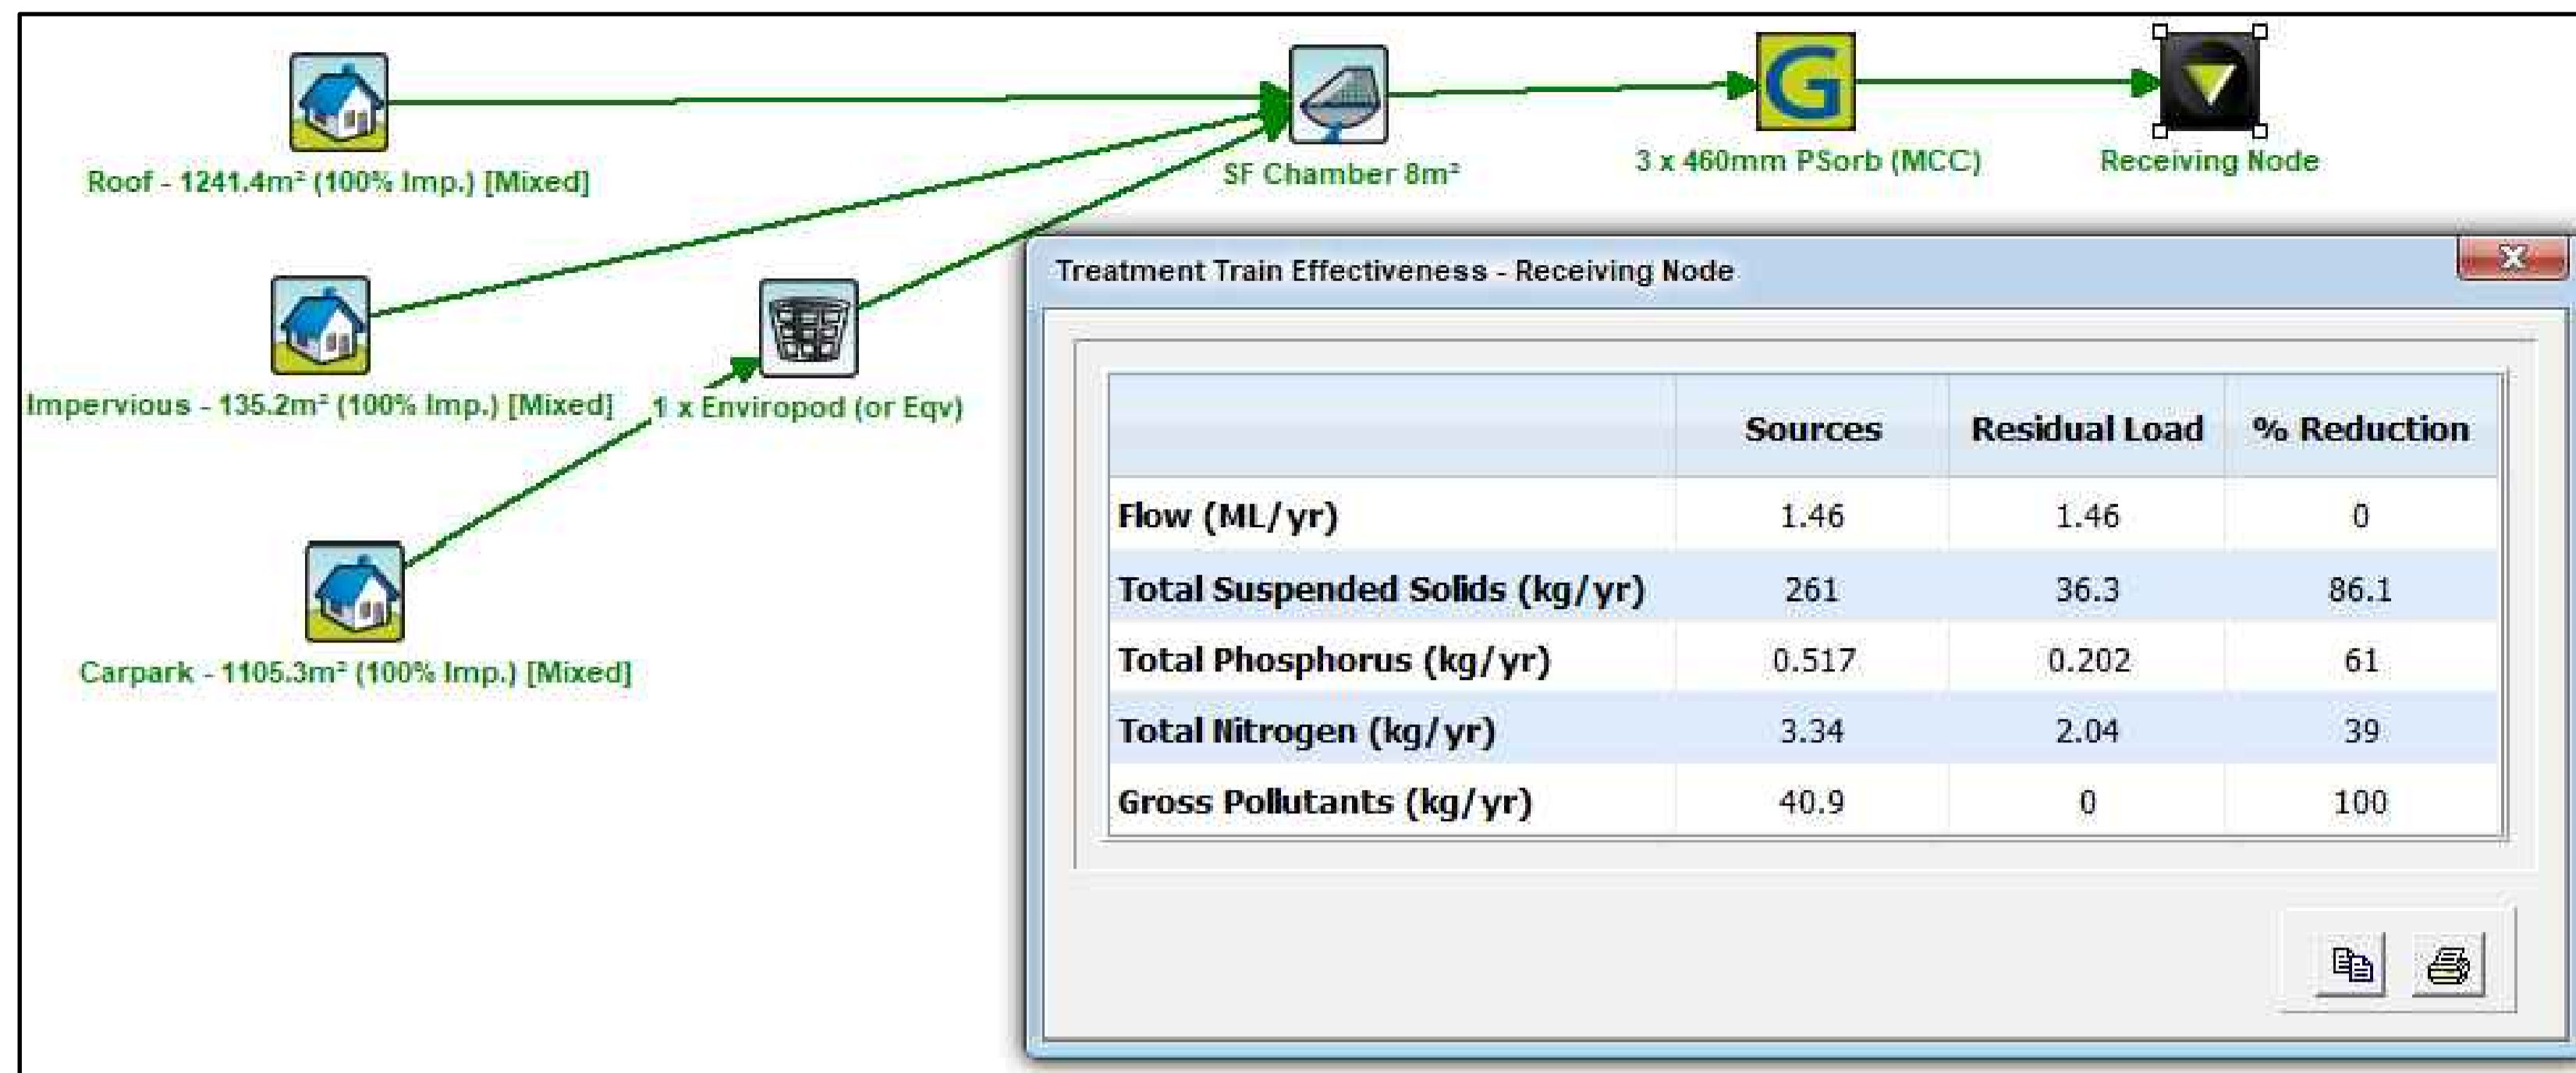 Roof - 1241.4m² (100% Imp.) [Mixed]
SF Chamber 8m²
G
3 x 460mm PSorb (MCC)
Receiving Node
Impervious - 135.2m² (100% Imp.) [Mixed]
1 x Enviropod (or Eqv)
Carpark - 1105.3m² (100% Imp.) [Mixed]
Treatment Train Effectiveness - Receiving Node
Sources Residual Load % Reduction
Flow (ML/yr) 1.46 1.46 0
Total Suspended Solids (kg/yr) 261 36.3 86.1
Total Phosphorus (kg/yr) 0.517 0.202 61
Total Nitrogen (kg/yr) 3.34 2.04 39
Gross Pollutants (kg/yr) 40.9 0 100